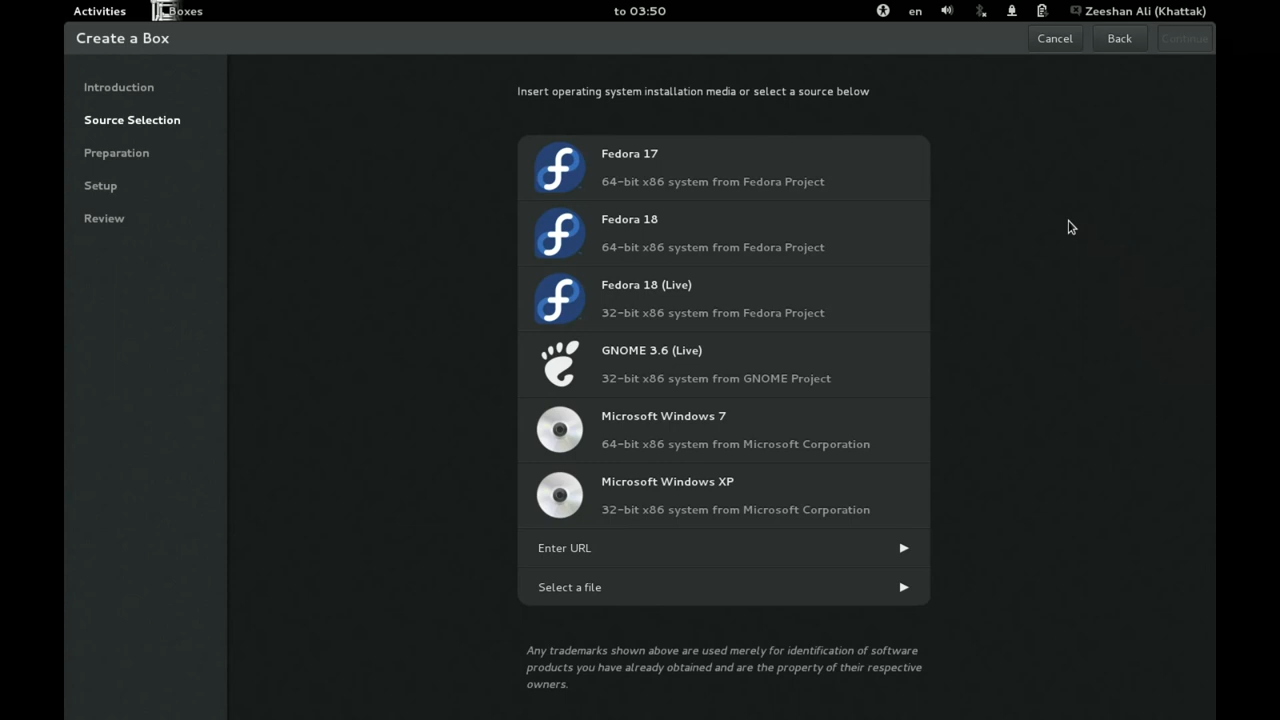 Activities
Boxes
to 03:50
en
Zeeshan Ali (Khattak)
Create a Box
Cancel
Back
Continue
Introduction
Source Selection
Preparation
Setup
Review
Insert operating system installation media or select a source below
Fedora 17
64-bit x86 system from Fedora Project
Fedora 18
64-bit x86 system from Fedora Project
Fedora 18 (Live)
32-bit x86 system from Fedora Project
GNOME 3.6 (Live)
32-bit x86 system from GNOME Project
Microsoft Windows 7
64-bit x86 system from Microsoft Corporation
Microsoft Windows XP
32-bit x86 system from Microsoft Corporation
Enter URL
Select a file
Any trademarks shown above are used merely for identification of software
products you have already obtained and are the property of their respective
owners.